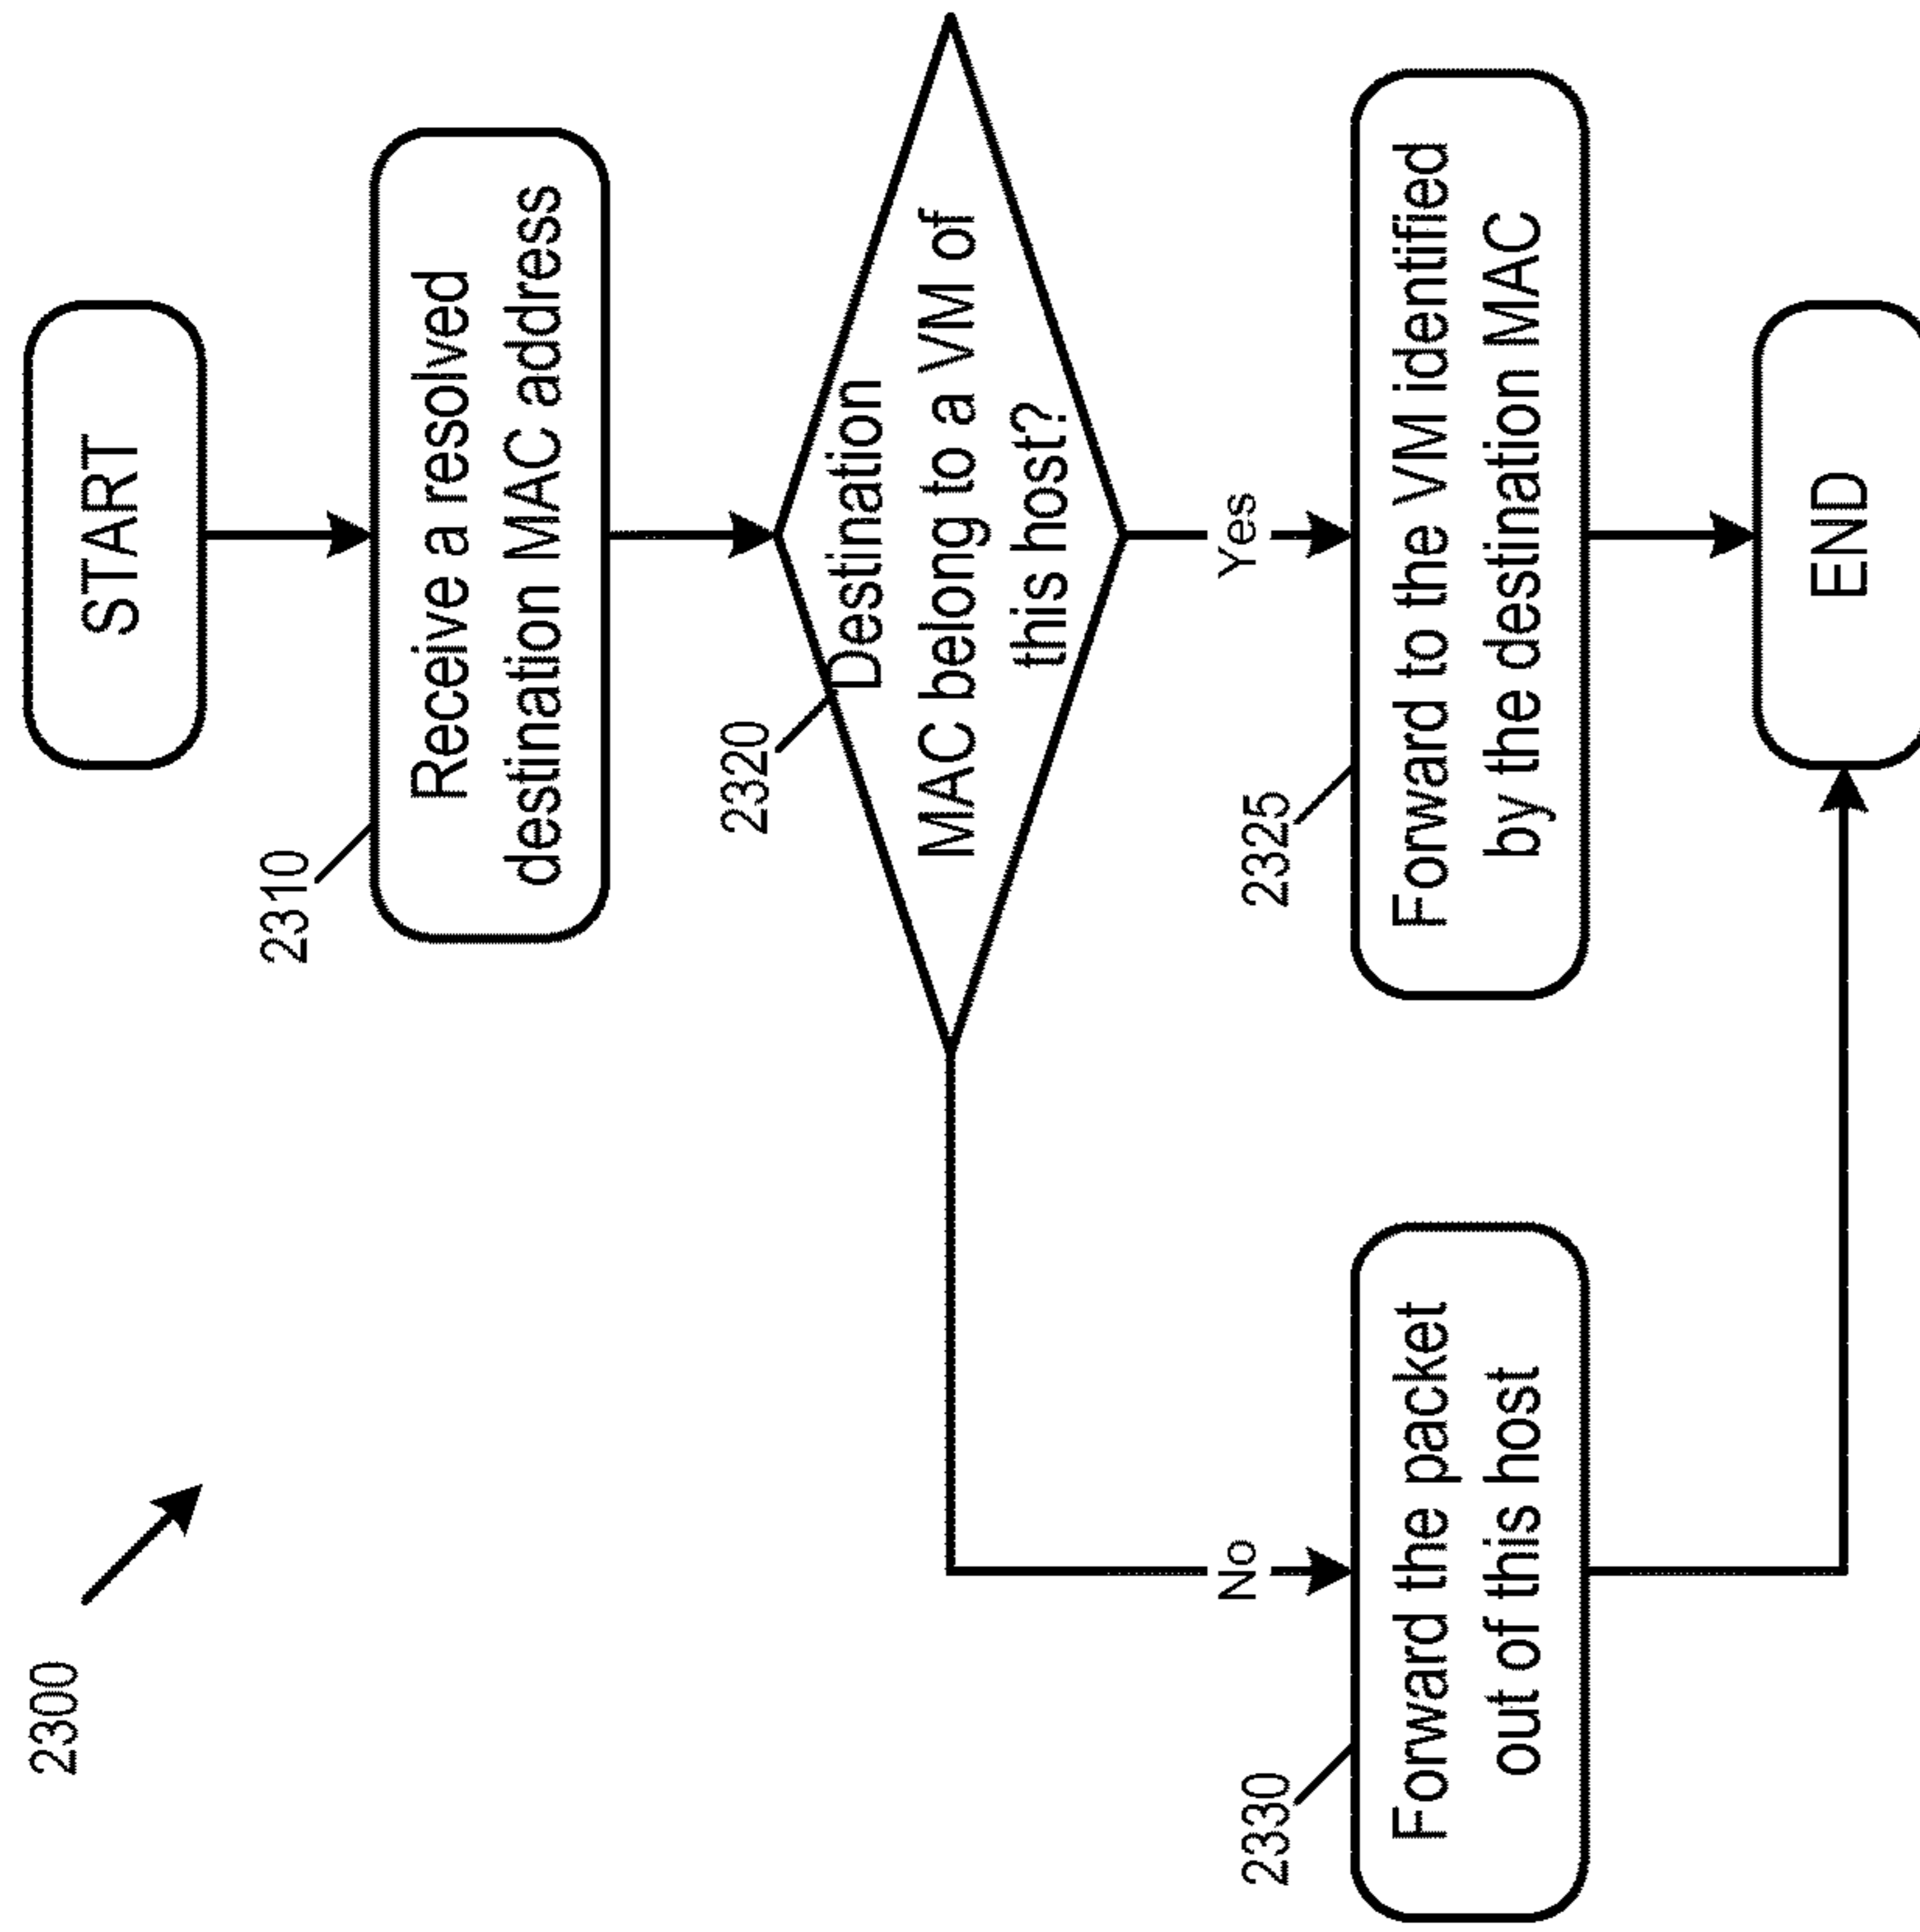 2300
START
2310
Receive a resolved
destination MAC address
2320
Destination
MAC belong to a VM of
this host?
No
Yes
2330
Forward the packet
out of this host
2325
Forward to the VM identified
by the destination MAC
END